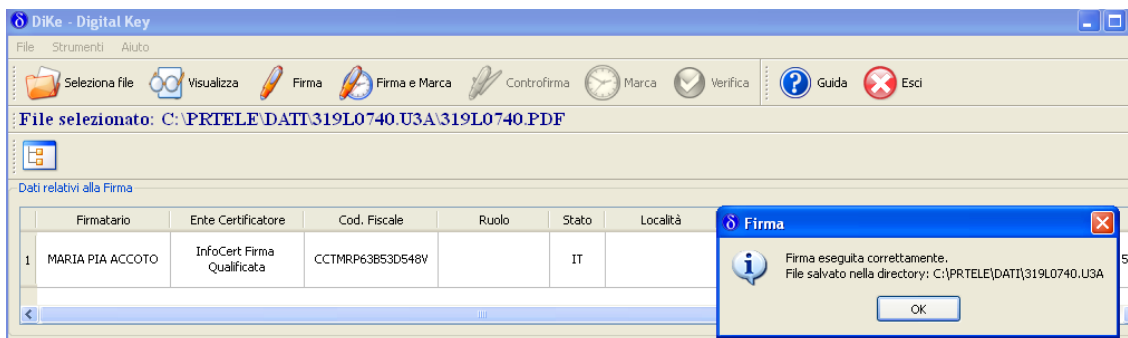 δ DiKe - Digital Key
File Strumenti Aiuto
Seleziona file Visualizza Firma Firma e Marca Controfirma Marca Verifica ? Guida Esci
File selezionato: C:\PRTELE\DATI\319L0740.U3A\319L0740.PDF
Dati relativi alla Firma
Firmatario Ente Certificatore Cod. Fiscale Ruolo Stato Località
1 MARIA PIA ACCOTO InfoCert Firma Qualificata CCTMRP63B53D548V IT 5
δ Firma
Firma eseguita correttamente.
File salvato nella directory: C:\PRTELE\DATI\319L0740.U3A
OK